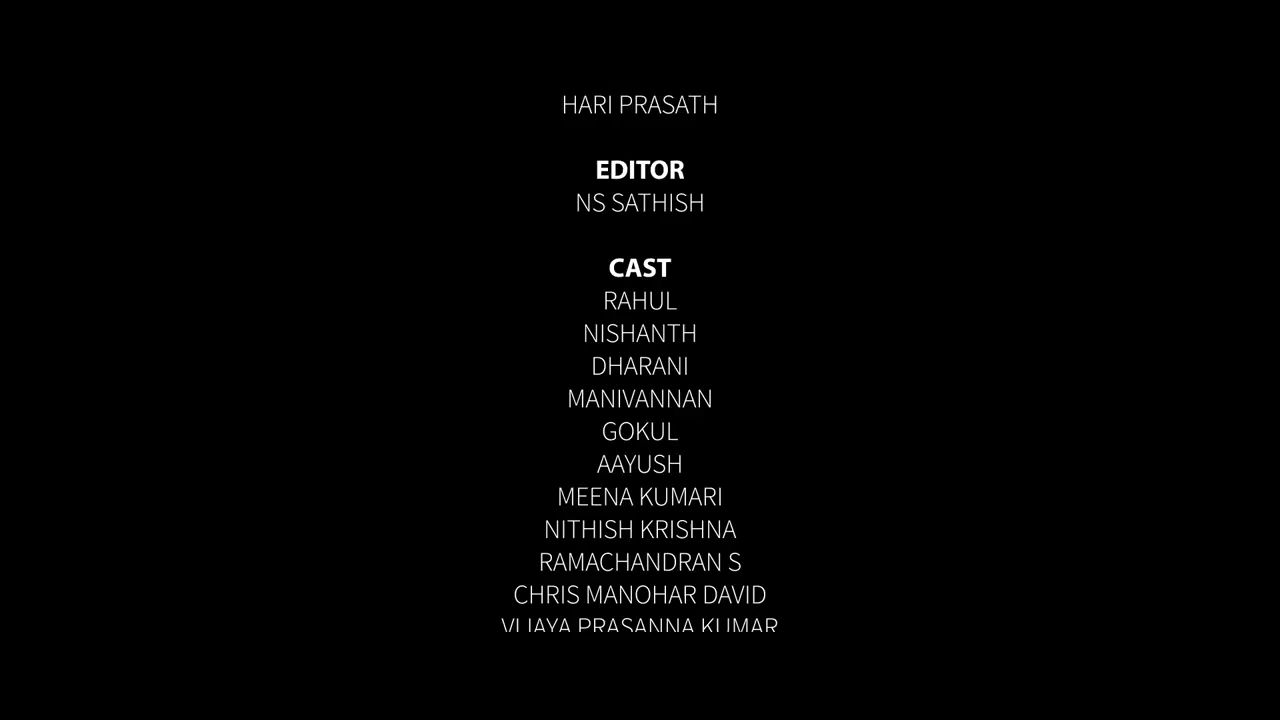 HARI PRASATH
EDITOR
NS SATHISH
CAST
RAHUL
NISHANTH
DHARANI
MANIVANNAN
GOKUL
AAYUSH
MEENA KUMARI
NITHISH KRISHNA
RAMACHANDRAN S
CHRIS MANOHAR DAVID
VIJAYA PRASANNA KUMAR